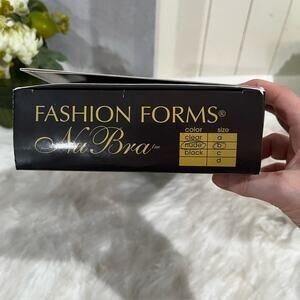 FASHION FORMS®
NuBra™
color size
clear a
nude b
black c
d